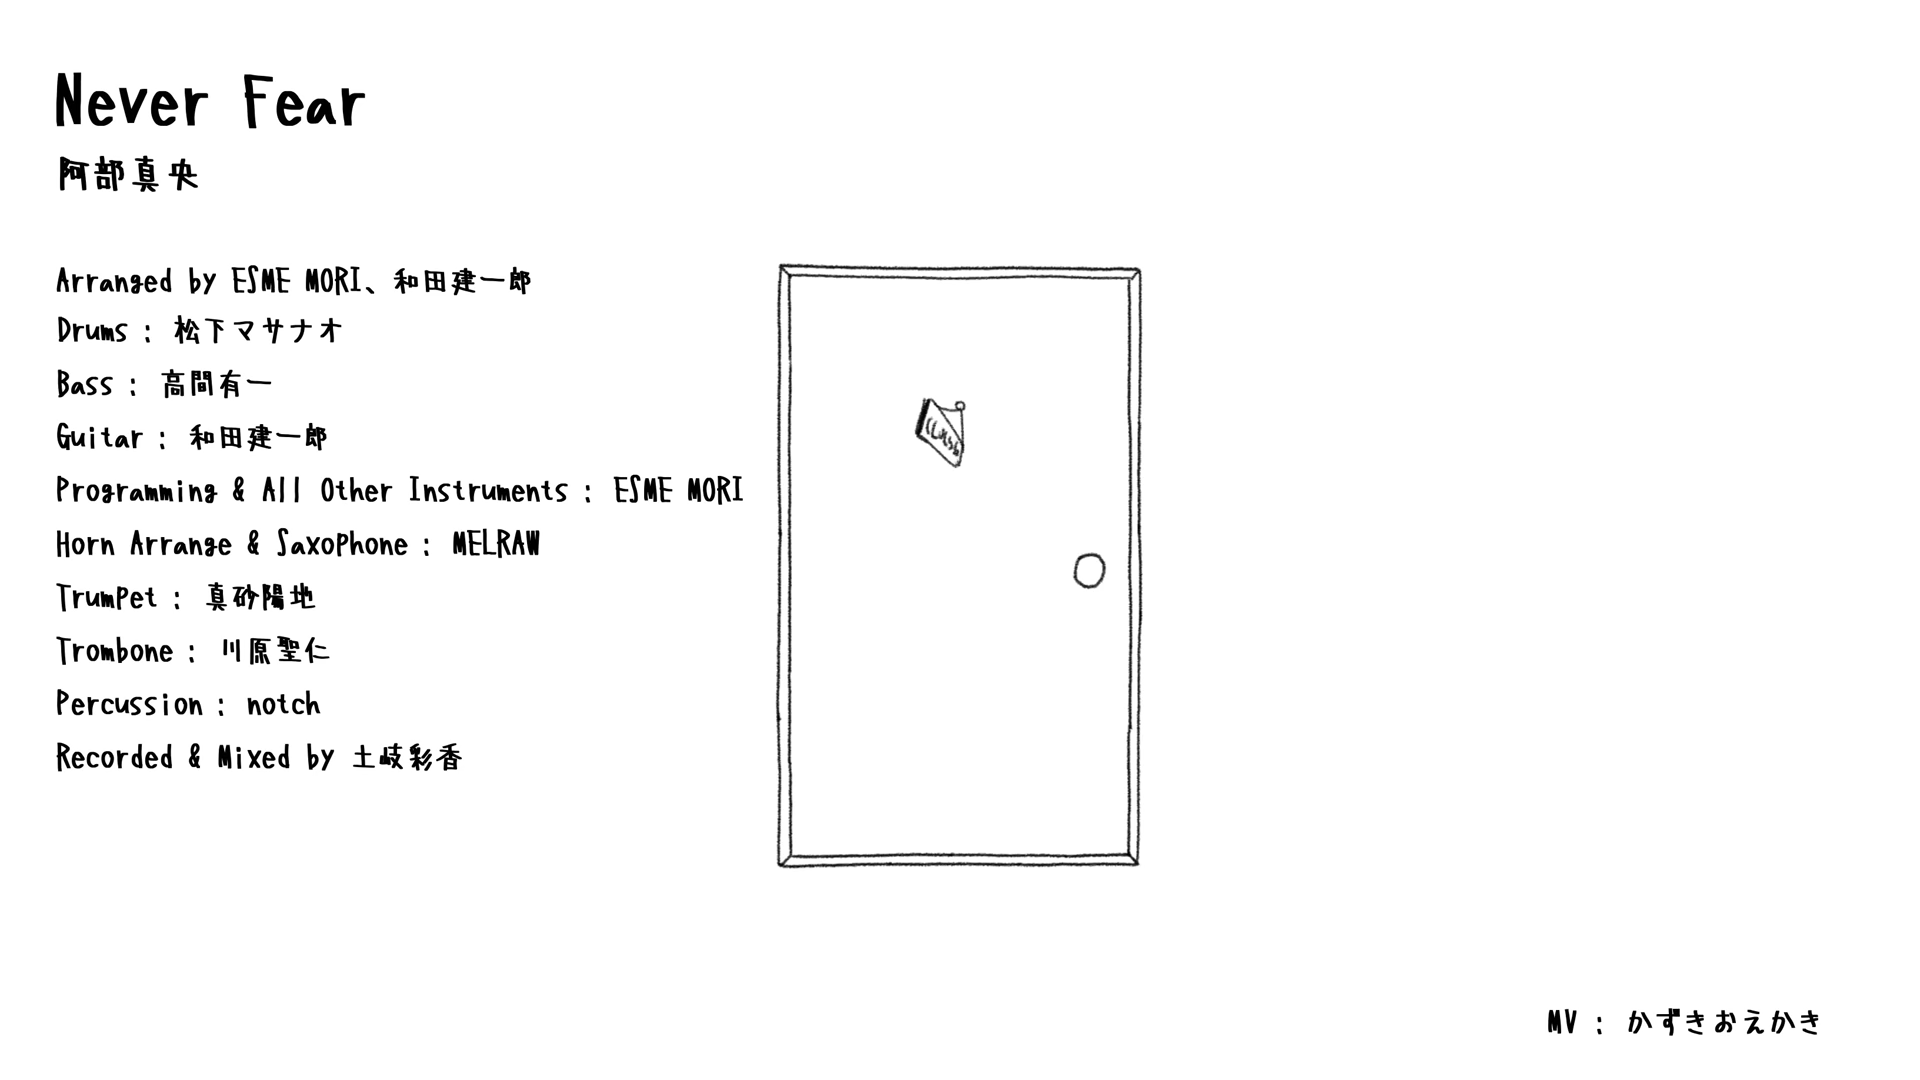 Never Fear
阿部真央
Arranged by ESME MORI、和田建一郎
Drums : 松下マサナオ
Bass : 高間有一
Guitar : 和田建一郎
Programming & All Other Instruments : ESME MORI
Horn Arrange & Saxophone : MELRAW
Trumpet : 真砂陽地
Trombone : 川原聖仁
Percussion : notch
Recorded & Mixed by 土岐彩香
MV : かずきおえかき